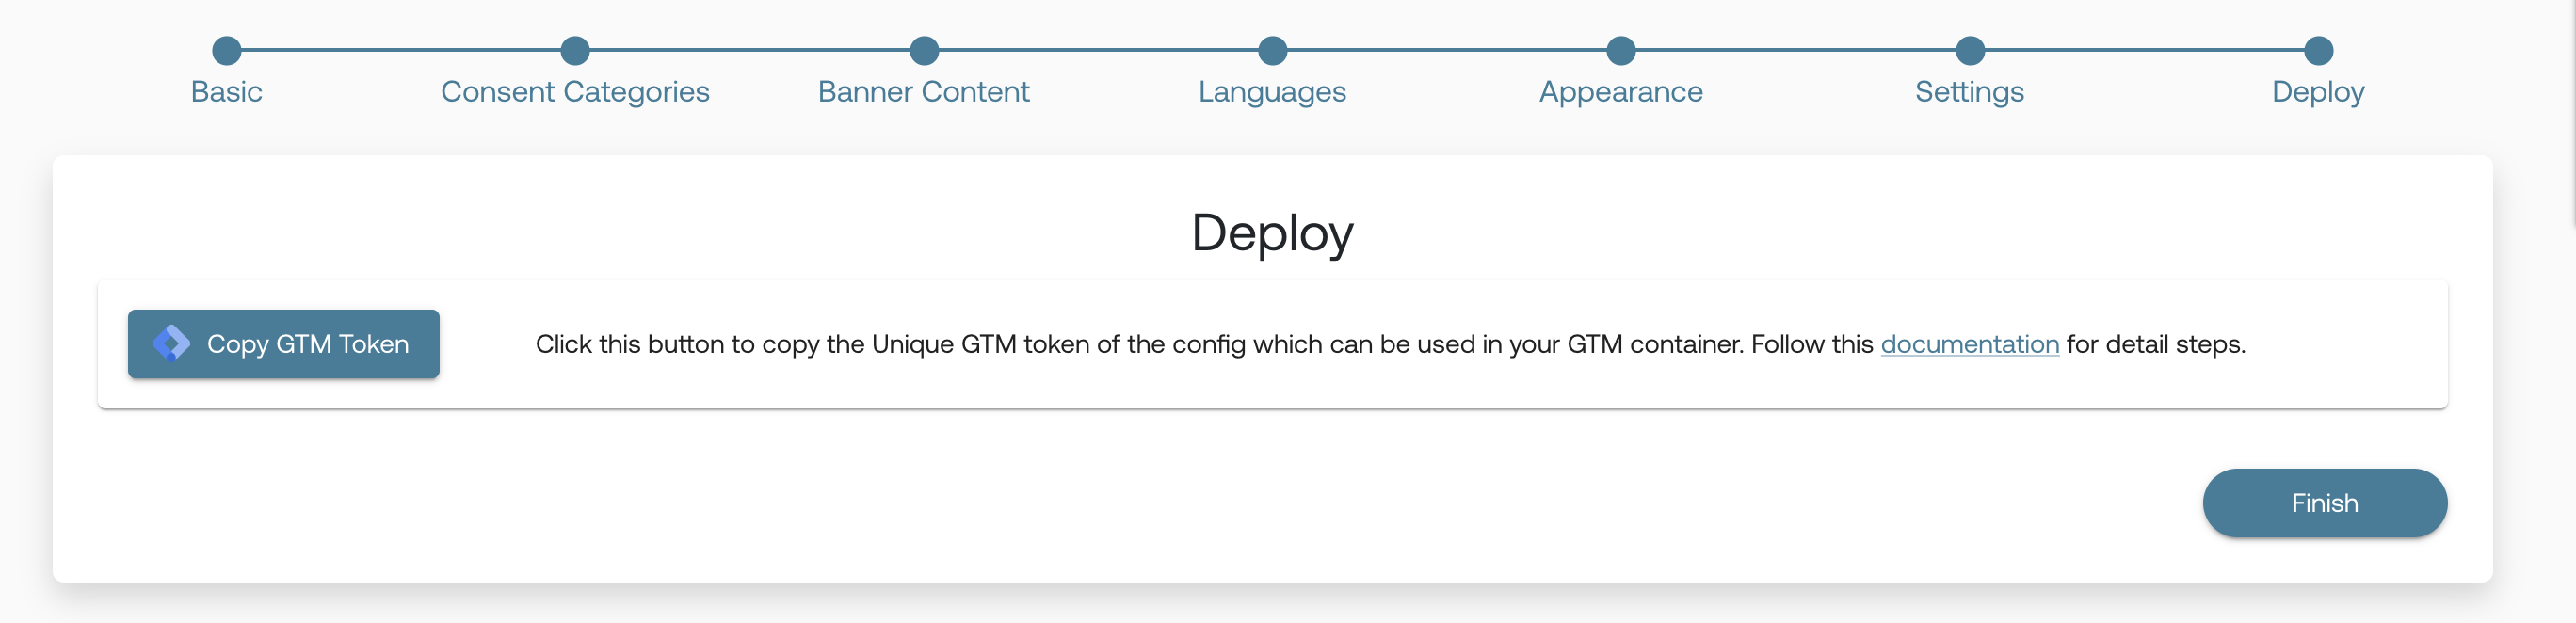 Basic
Consent Categories
Banner Content
Languages
Appearance
Settings
Deploy
Deploy
Copy GTM Token
Click this button to copy the Unique GTM token of the config which can be used in your GTM container. Follow this documentation for detail steps.
Finish